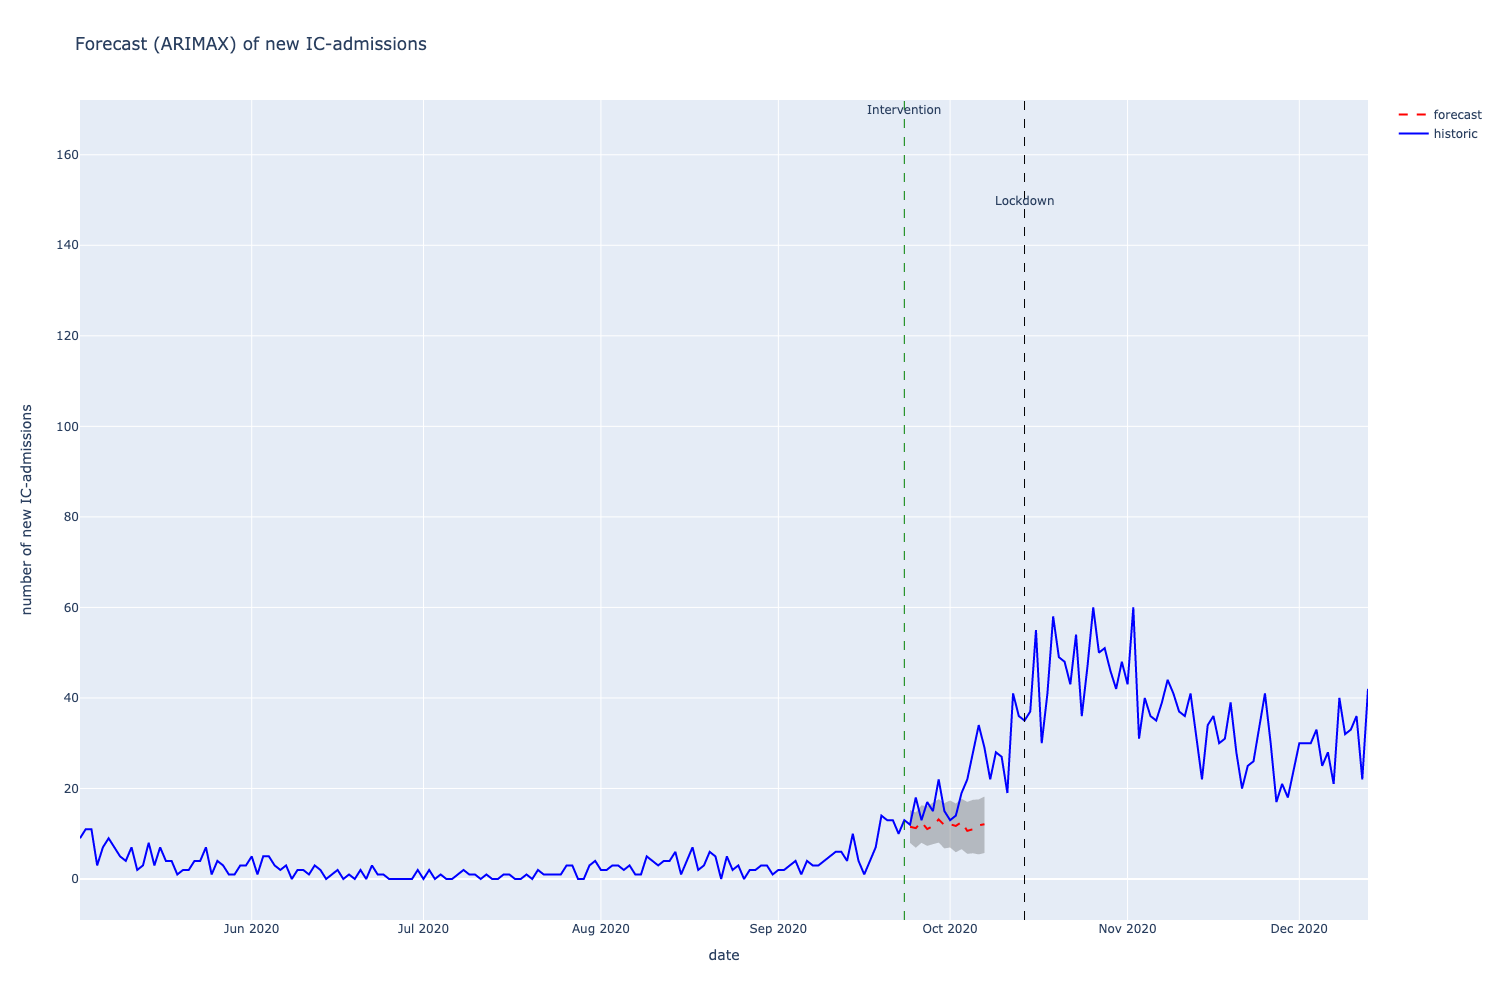 Forecast (ARIMAX) of new IC-admissions
Intervention
forecast
historic
160
Lockdown
140
120
100
80
60
40
20
0
number of new IC-admissions
Jun 2020
Jul 2020
Aug 2020
Sep 2020
Oct 2020
Nov 2020
Dec 2020
date